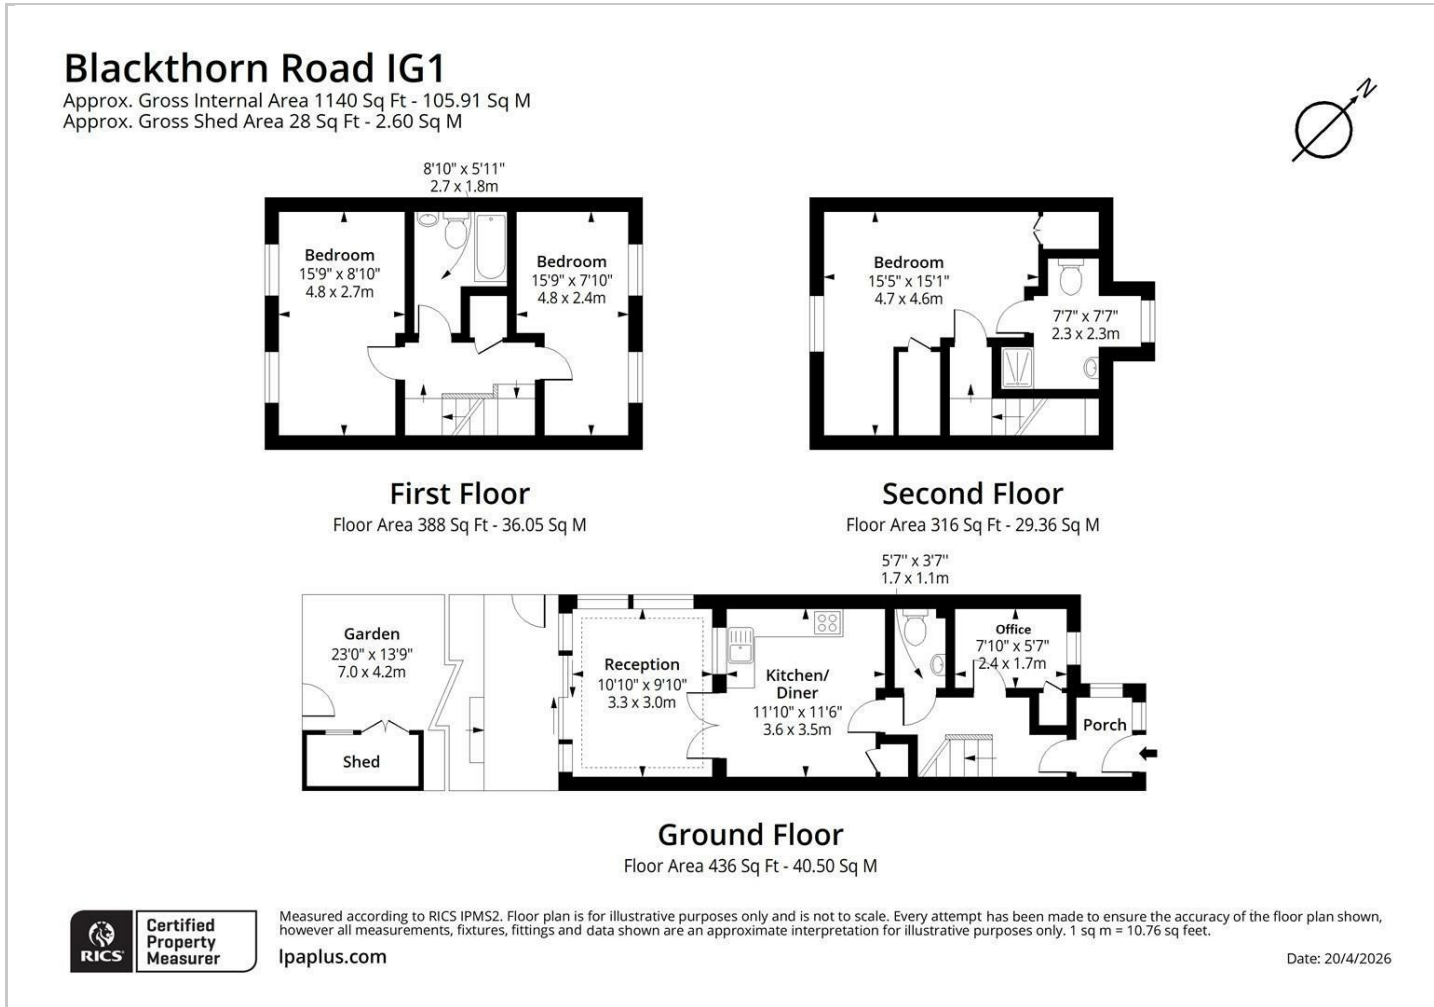 Blackthorn Road IG1
Approx. Gross Internal Area 1140 Sq Ft - 105.91 Sq M
Approx. Gross Shed Area 28 Sq Ft - 2.60 Sq M
N
8'10" x 5'11"
2.7 x 1.8m
Bedroom
15'9" x 8'10"
4.8 x 2.7m
Bedroom
15'9" x 7'10"
4.8 x 2.4m
Bedroom
15'5" x 15'1"
4.7 x 4.6m
7'7" x 7'7"
2.3 x 2.3m
First Floor
Floor Area 388 Sq Ft - 36.05 Sq M
Second Floor
Floor Area 316 Sq Ft - 29.36 Sq M
5'7" x 3'7"
1.7 x 1.1m
Garden
23'0" x 13'9"
7.0 x 4.2m
Shed
Reception
10'10" x 9'10"
3.3 x 3.0m
Kitchen/
Diner
11'10" x 11'6"
3.6 x 3.5m
Office
7'10" x 5'7"
2.4 x 1.7m
Porch
Ground Floor
Floor Area 436 Sq Ft - 40.50 Sq M
RICS
Certified
Property
Measurer
Measured according to RICS IPMS2. Floor plan is for illustrative purposes only and is not to scale. Every attempt has been made to ensure the accuracy of the floor plan shown,
however all measurements, fixtures, fittings and data shown are an approximate interpretation for illustrative purposes only. 1 sq m = 10.76 sq feet.
lpaplus.com
Date: 20/4/2026